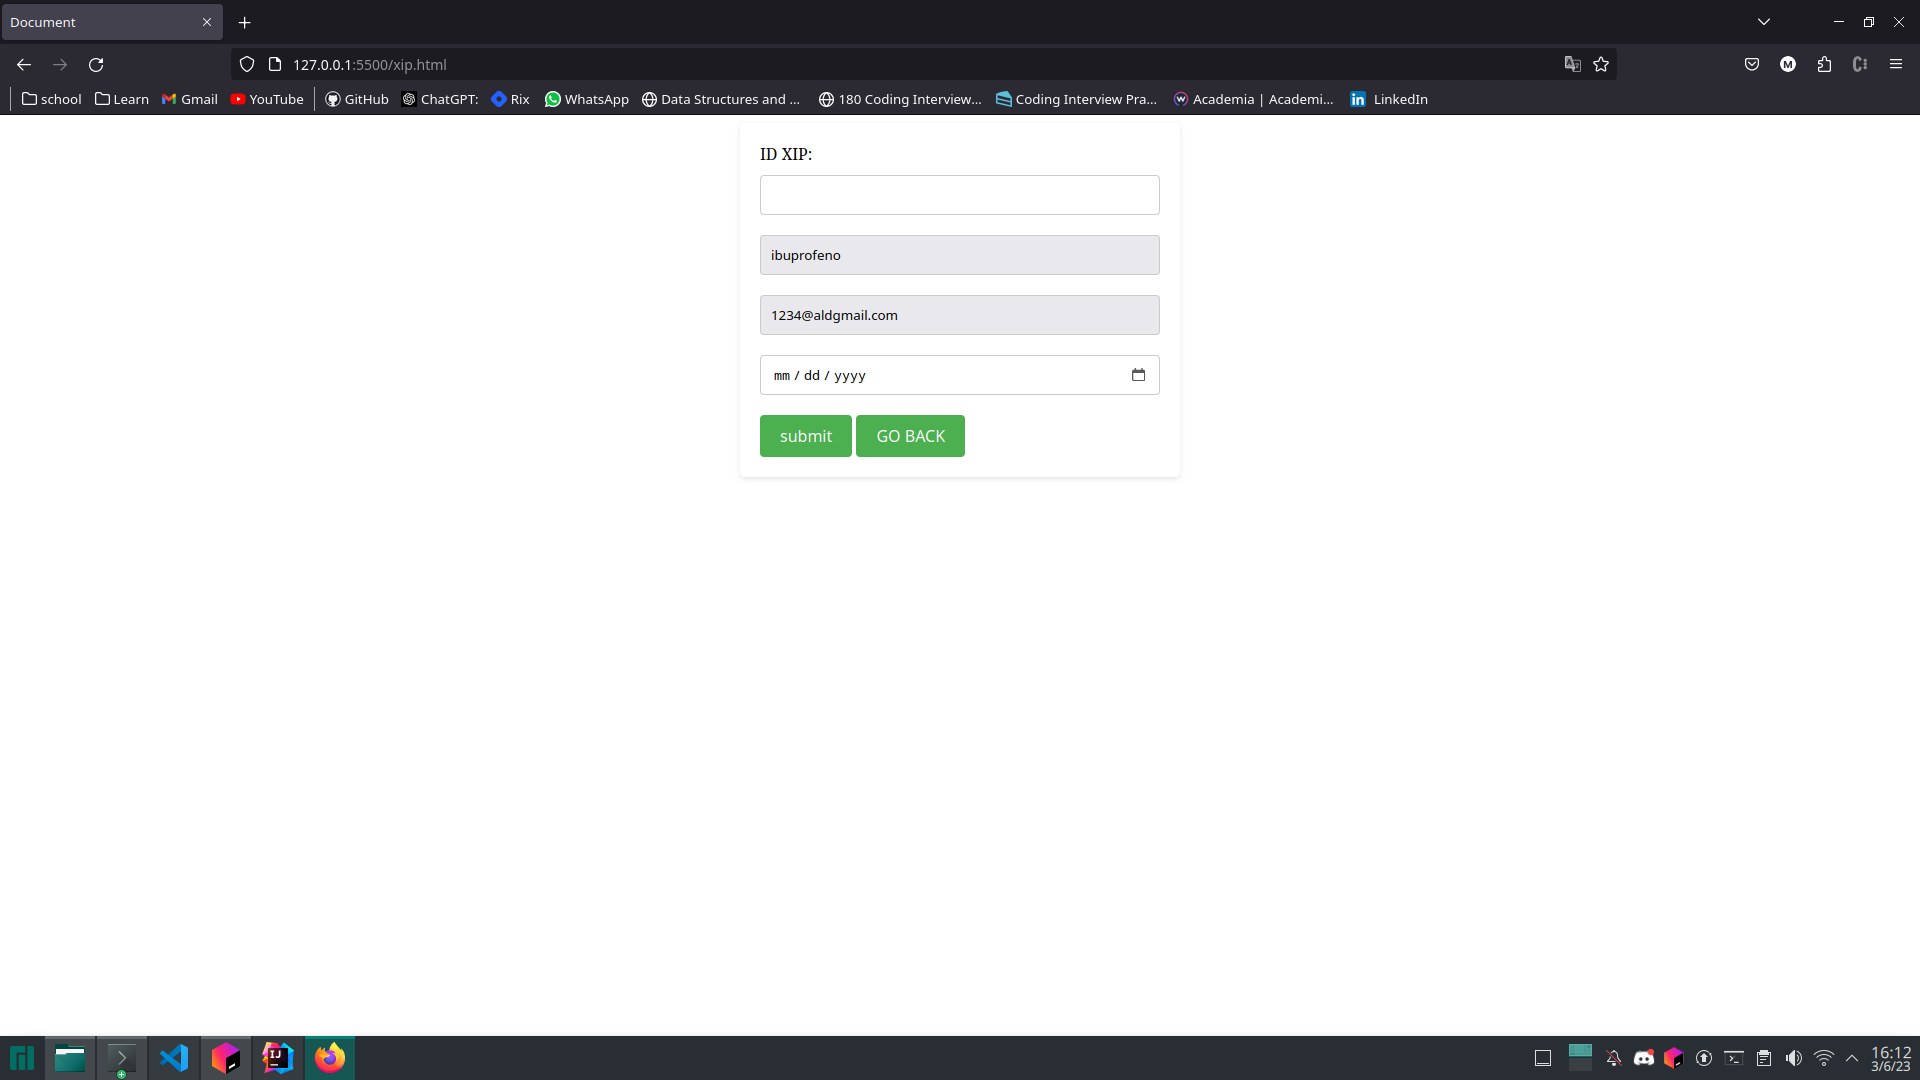 Document
127.0.0.1:5500/xip.html
school Learn Gmail YouTube GitHub ChatGPT: Rix WhatsApp Data Structures and ... 180 Coding Interview... Coding Interview Pra... Academia | Academi... LinkedIn
ID XIP:
ibuprofeno
1234@aldgmail.com
mm / dd / yyyy
submit GO BACK
16:12
3/6/23